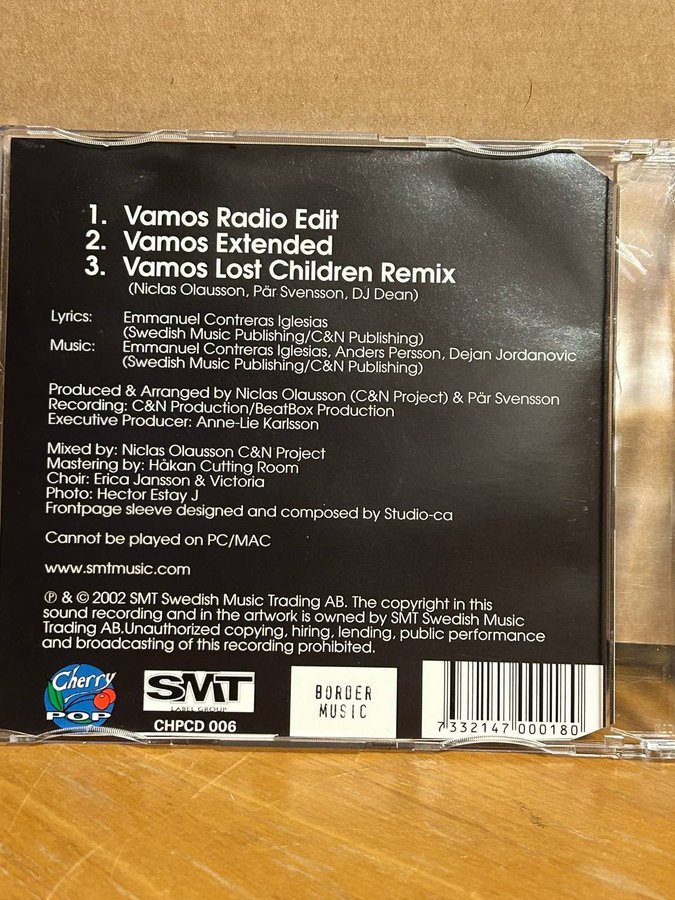 1. Vamos Radio Edit
2. Vamos Extended
3. Vamos Lost Children Remix
(Niclas Olausson, Pär Svensson, DJ Dean)
Lyrics: Emmanuel Contreras Iglesias
(Swedish Music Publishing/C&N Publishing)
Music: Emmanuel Contreras Iglesias, Anders Persson, Dejan Jordanovic
(Swedish Music Publishing/C&N Publishing)
Produced & Arranged by Niclas Olausson (C&N Project) & Pär Svensson
Recording: C&N Production/BeatBox Production
Executive Producer: Anne-Lie Karlsson
Mixed by: Niclas Olausson C&N Project
Mastering by: Håkan Cutting Room
Choir: Erica Jansson & Victoria
Photo: Hector Estay J
Frontpage sleeve designed and composed by Studio-ca
Cannot be played on PC/MAC
www.smtmusic.com
℗ & © 2002 SMT Swedish Music Trading AB. The copyright in this
sound recording and in the artwork is owned by SMT Swedish Music
Trading AB.Unauthorized copying, hiring, lending, public performance
and broadcasting of this recording prohibited.
Cherry
POP
SMT
LABEL GROUP
CHPCD 006
BORDER
MUSIC
7 332147 000180